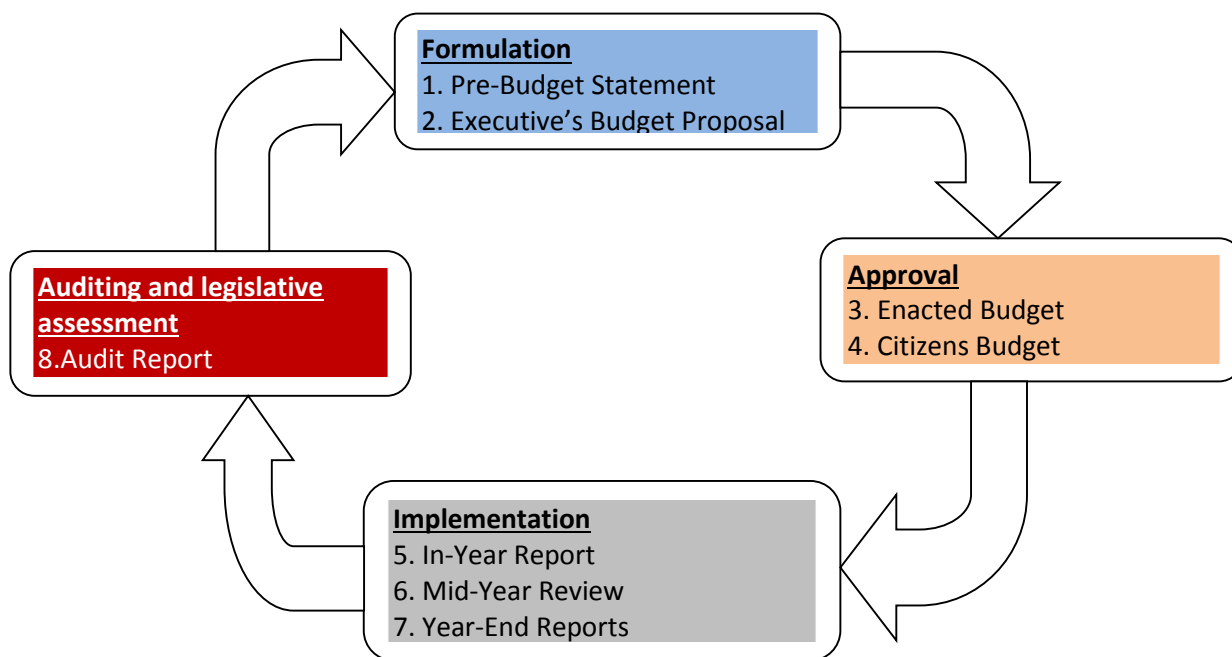 Formulation
1. Pre-Budget Statement
2. Executive’s Budget Proposal
Approval
3. Enacted Budget
4. Citizens Budget
Implementation
5. In-Year Report
6. Mid-Year Review
7. Year-End Reports
Auditing and legislative
assessment
8.Audit Report